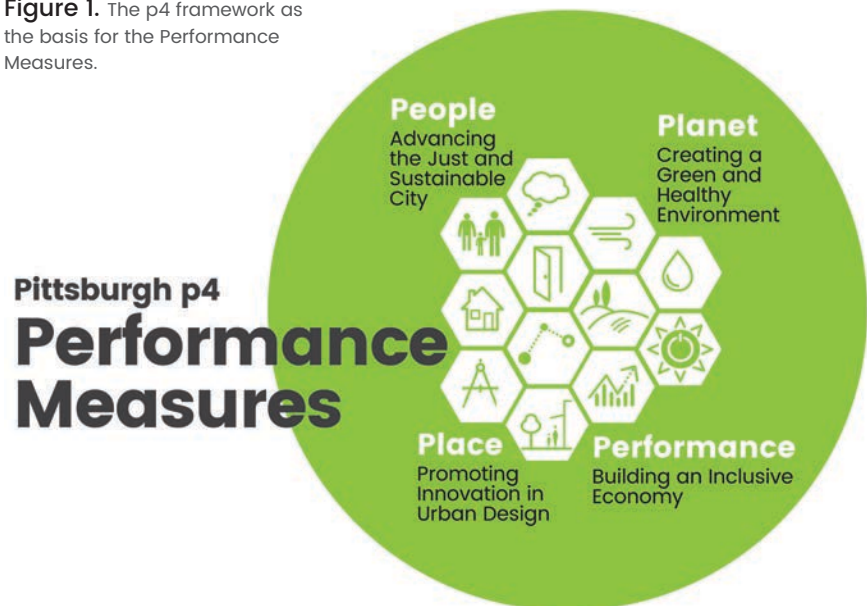 Figure 1. The p4 framework as
the basis for the Performance
Measures.
People
Advancing
the Just and
Sustainable
City
Planet
Creating a
Green and
Healthy
Environment
Pittsburgh p4
Performance
Measures
Place
Promoting
Innovation in
Urban Design
Performance
Building an Inclusive
Economy